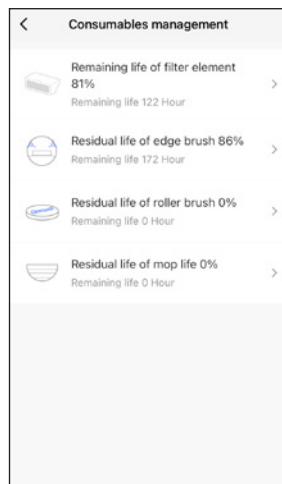 Consumables management
Remaining life of filter element
81%
Remaining life 122 Hour
Residual life of edge brush 86%
Remaining life 172 Hour
Residual life of roller brush 0%
Remaining life 0 Hour
Residual life of mop life 0%
Remaining life 0 Hour